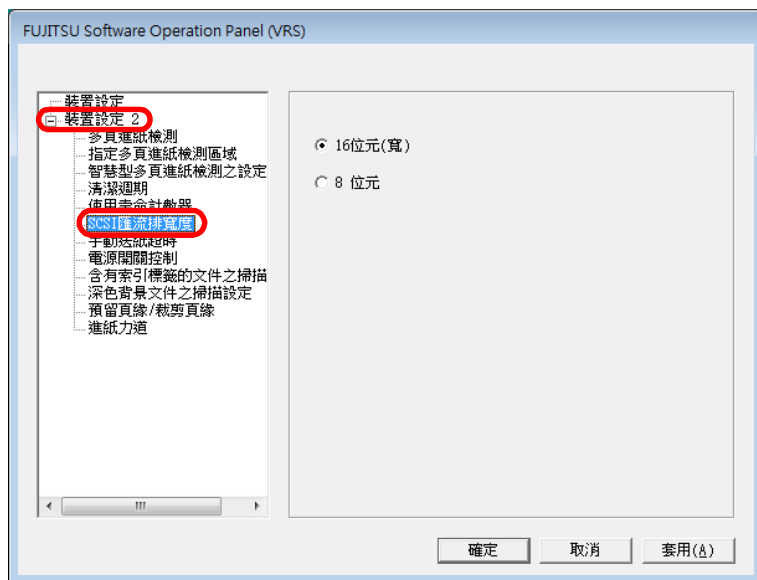 FUJITSU Software Operation Panel (VRS)
裝置設定
裝置設定 2
多頁進紙檢測
指定多頁進紙檢測區域
智慧型多頁進紙檢測之設定
清潔週期
使用壽命計數器
SCSI匯流排寬度
手動送紙超時
電源開關控制
含有索引標籤的文件之掃描
深色背景文件之掃描設定
預留頁緣/裁剪頁緣
進紙力道
16位元(寬)
8 位元
確定
取消
套用(A)